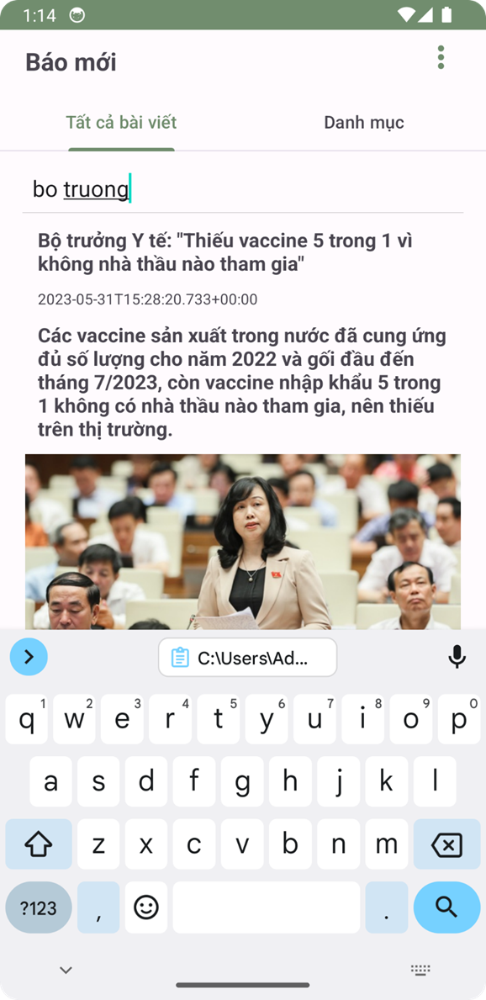 1:14
Báo mới
Tất cả bài viết Danh mục
bo truong
Bộ trưởng Y tế: "Thiếu vaccine 5 trong 1 vì
không nhà thầu nào tham gia"
2023-05-31T15:28:20.733+00:00
Các vaccine sản xuất trong nước đã cung ứng
đủ số lượng cho năm 2022 và gối đầu đến
tháng 7/2023, còn vaccine nhập khẩu 5 trong
1 không có nhà thầu nào tham gia, nên thiếu
trên thị trường.
C:\Users\Ad...
q1 w2 e3 r4 t5 y6 u7 i8 o9 p0
a s d f g h j k l
z x c v b n m
?123 , .